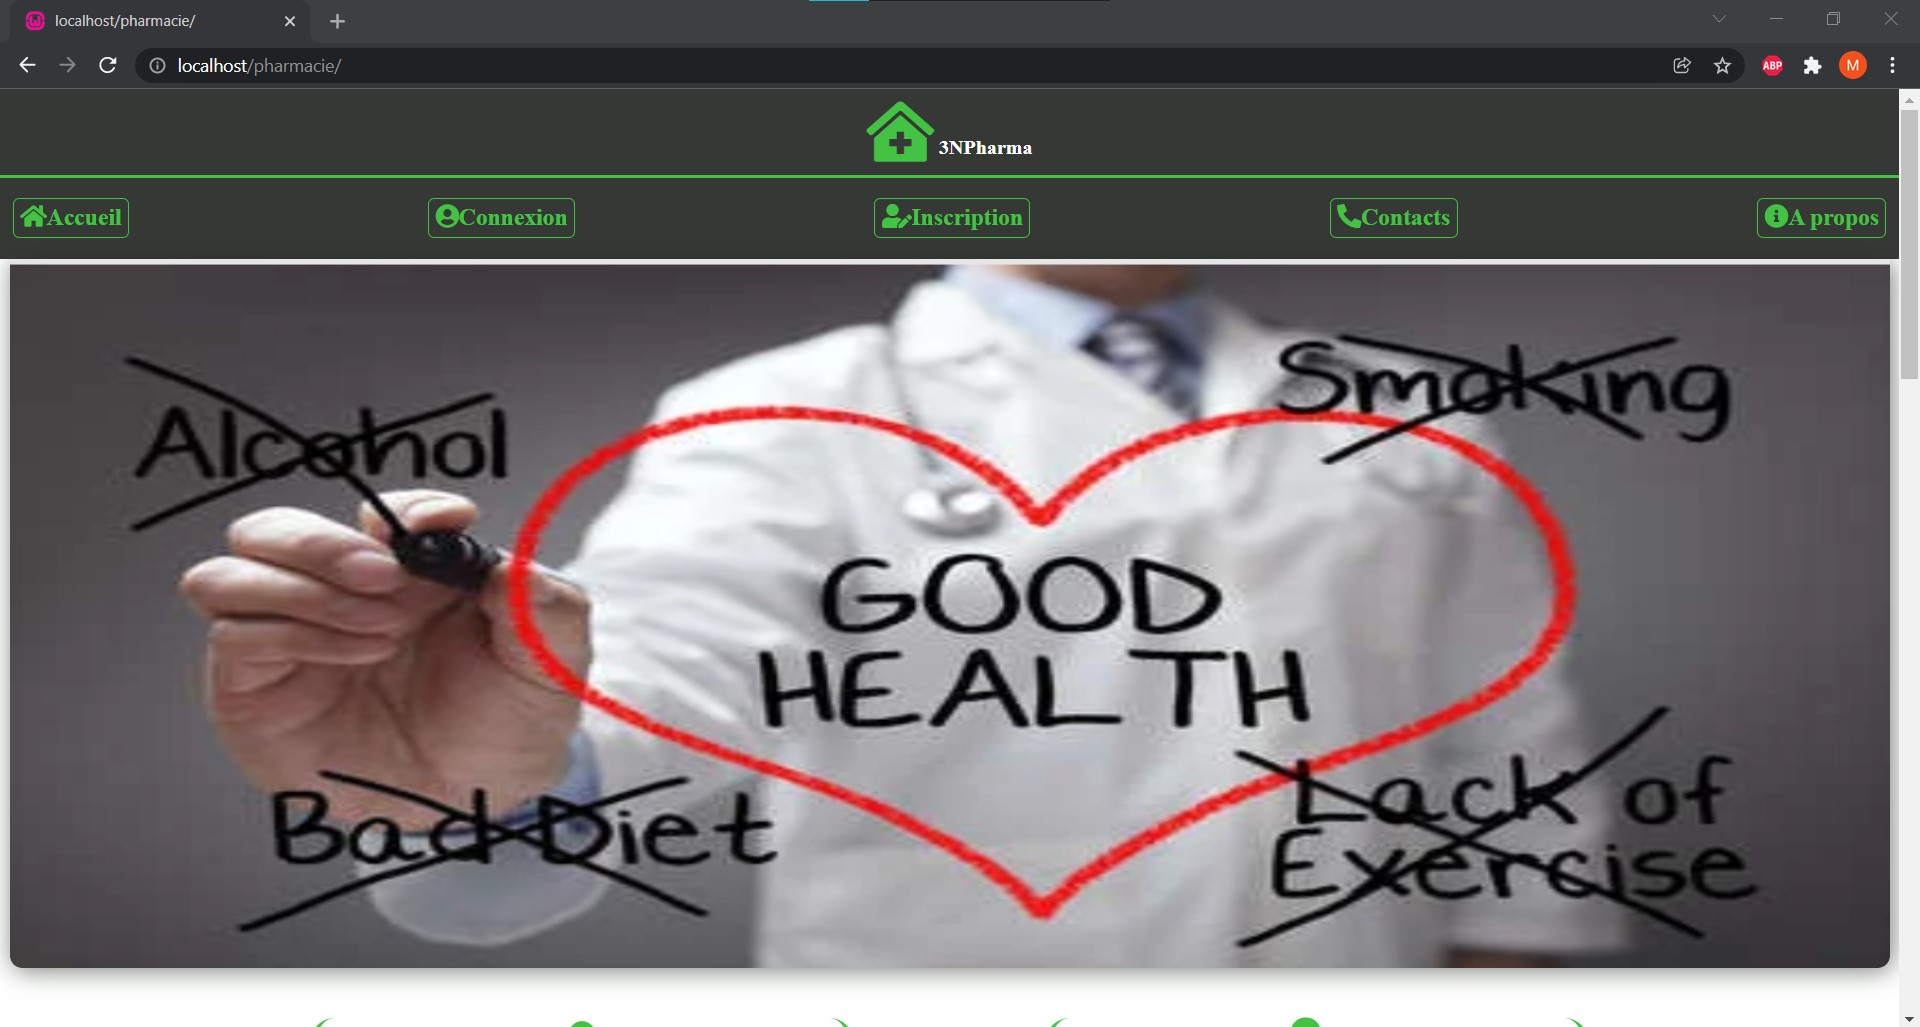 localhost/pharmacie/
localhost/pharmacie/
ABP
M
3NPharma
Accueil
Connexion
Inscription
Contacts
A propos
Alcohol
Smoking
GOOD
HEALTH
Bad Diet
Lack of
Exercise